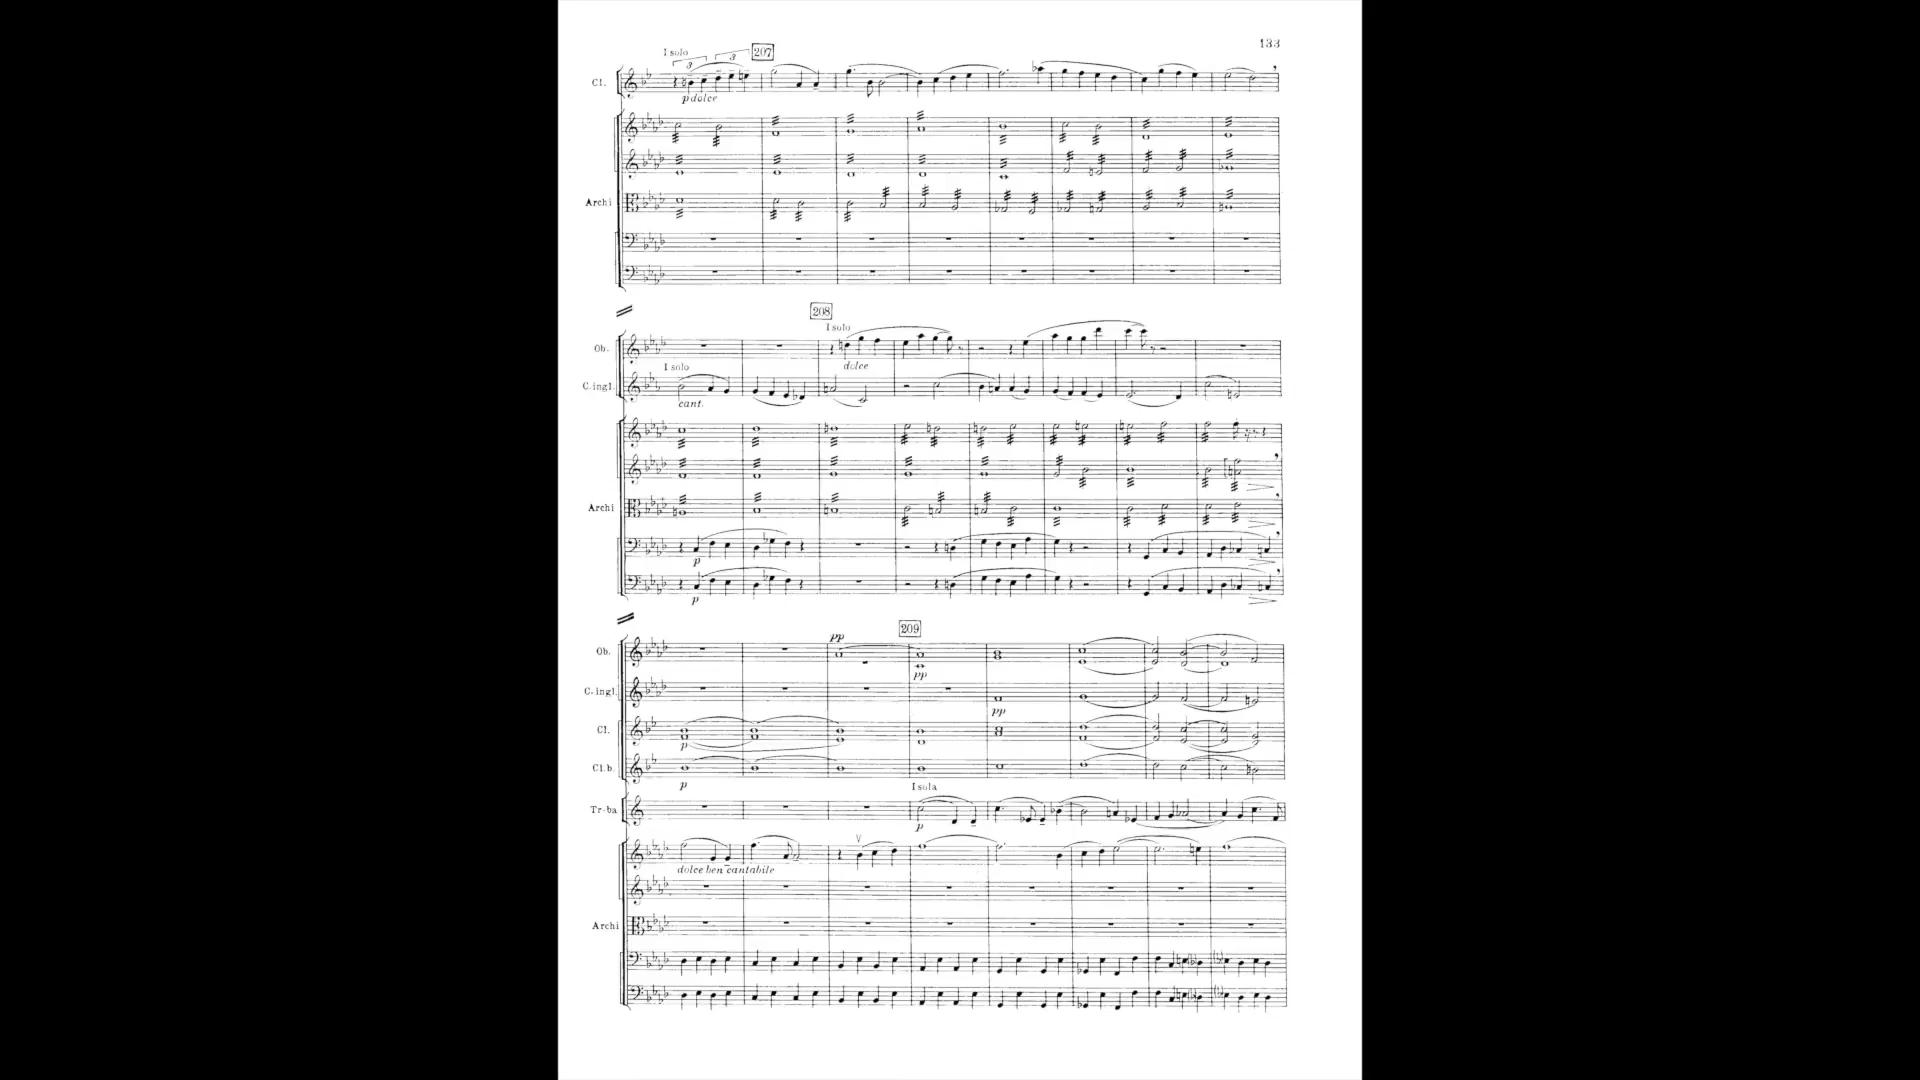 133
I solo
3 3 207
Cl.
p dolce
Archi
208
I solo
Ob.
dolce
I solo
C.ingl.
cant.
Archi
p
p
209
pp
Ob.
pp
C.ingl.
pp
Cl.
p
Cl.b.
p
I sola
Tr-ba
p
V
dolce ben cantabile
Archi